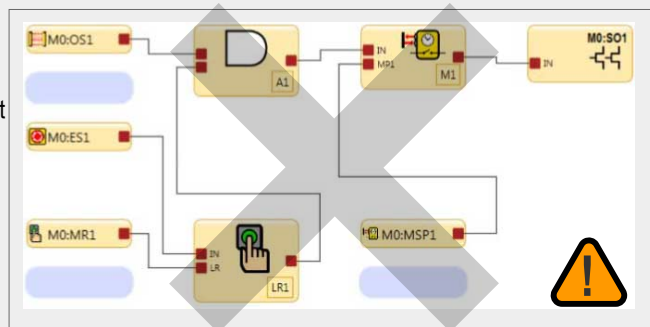 t
M0:OS1
A1
IN
MP1
M1
M0:SO1
IN
M0:ES1
M0:MR1
IN
LR
LR1
M0:MSP1